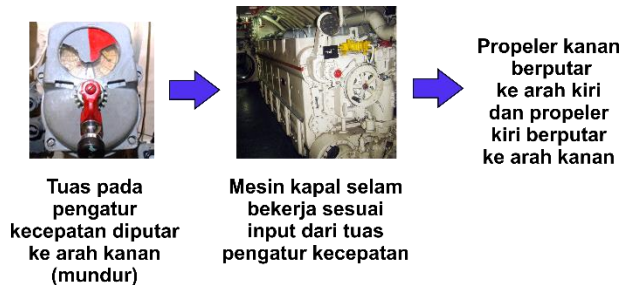 Tuas pada
pengatur
kecepatan diputar
ke arah kanan
(mundur)
Mesin kapal selam
bekerja sesuai
input dari tuas
pengatur kecepatan
Propeler kanan
berputar
ke arah kiri
dan propeler
kiri berputar
ke arah kanan